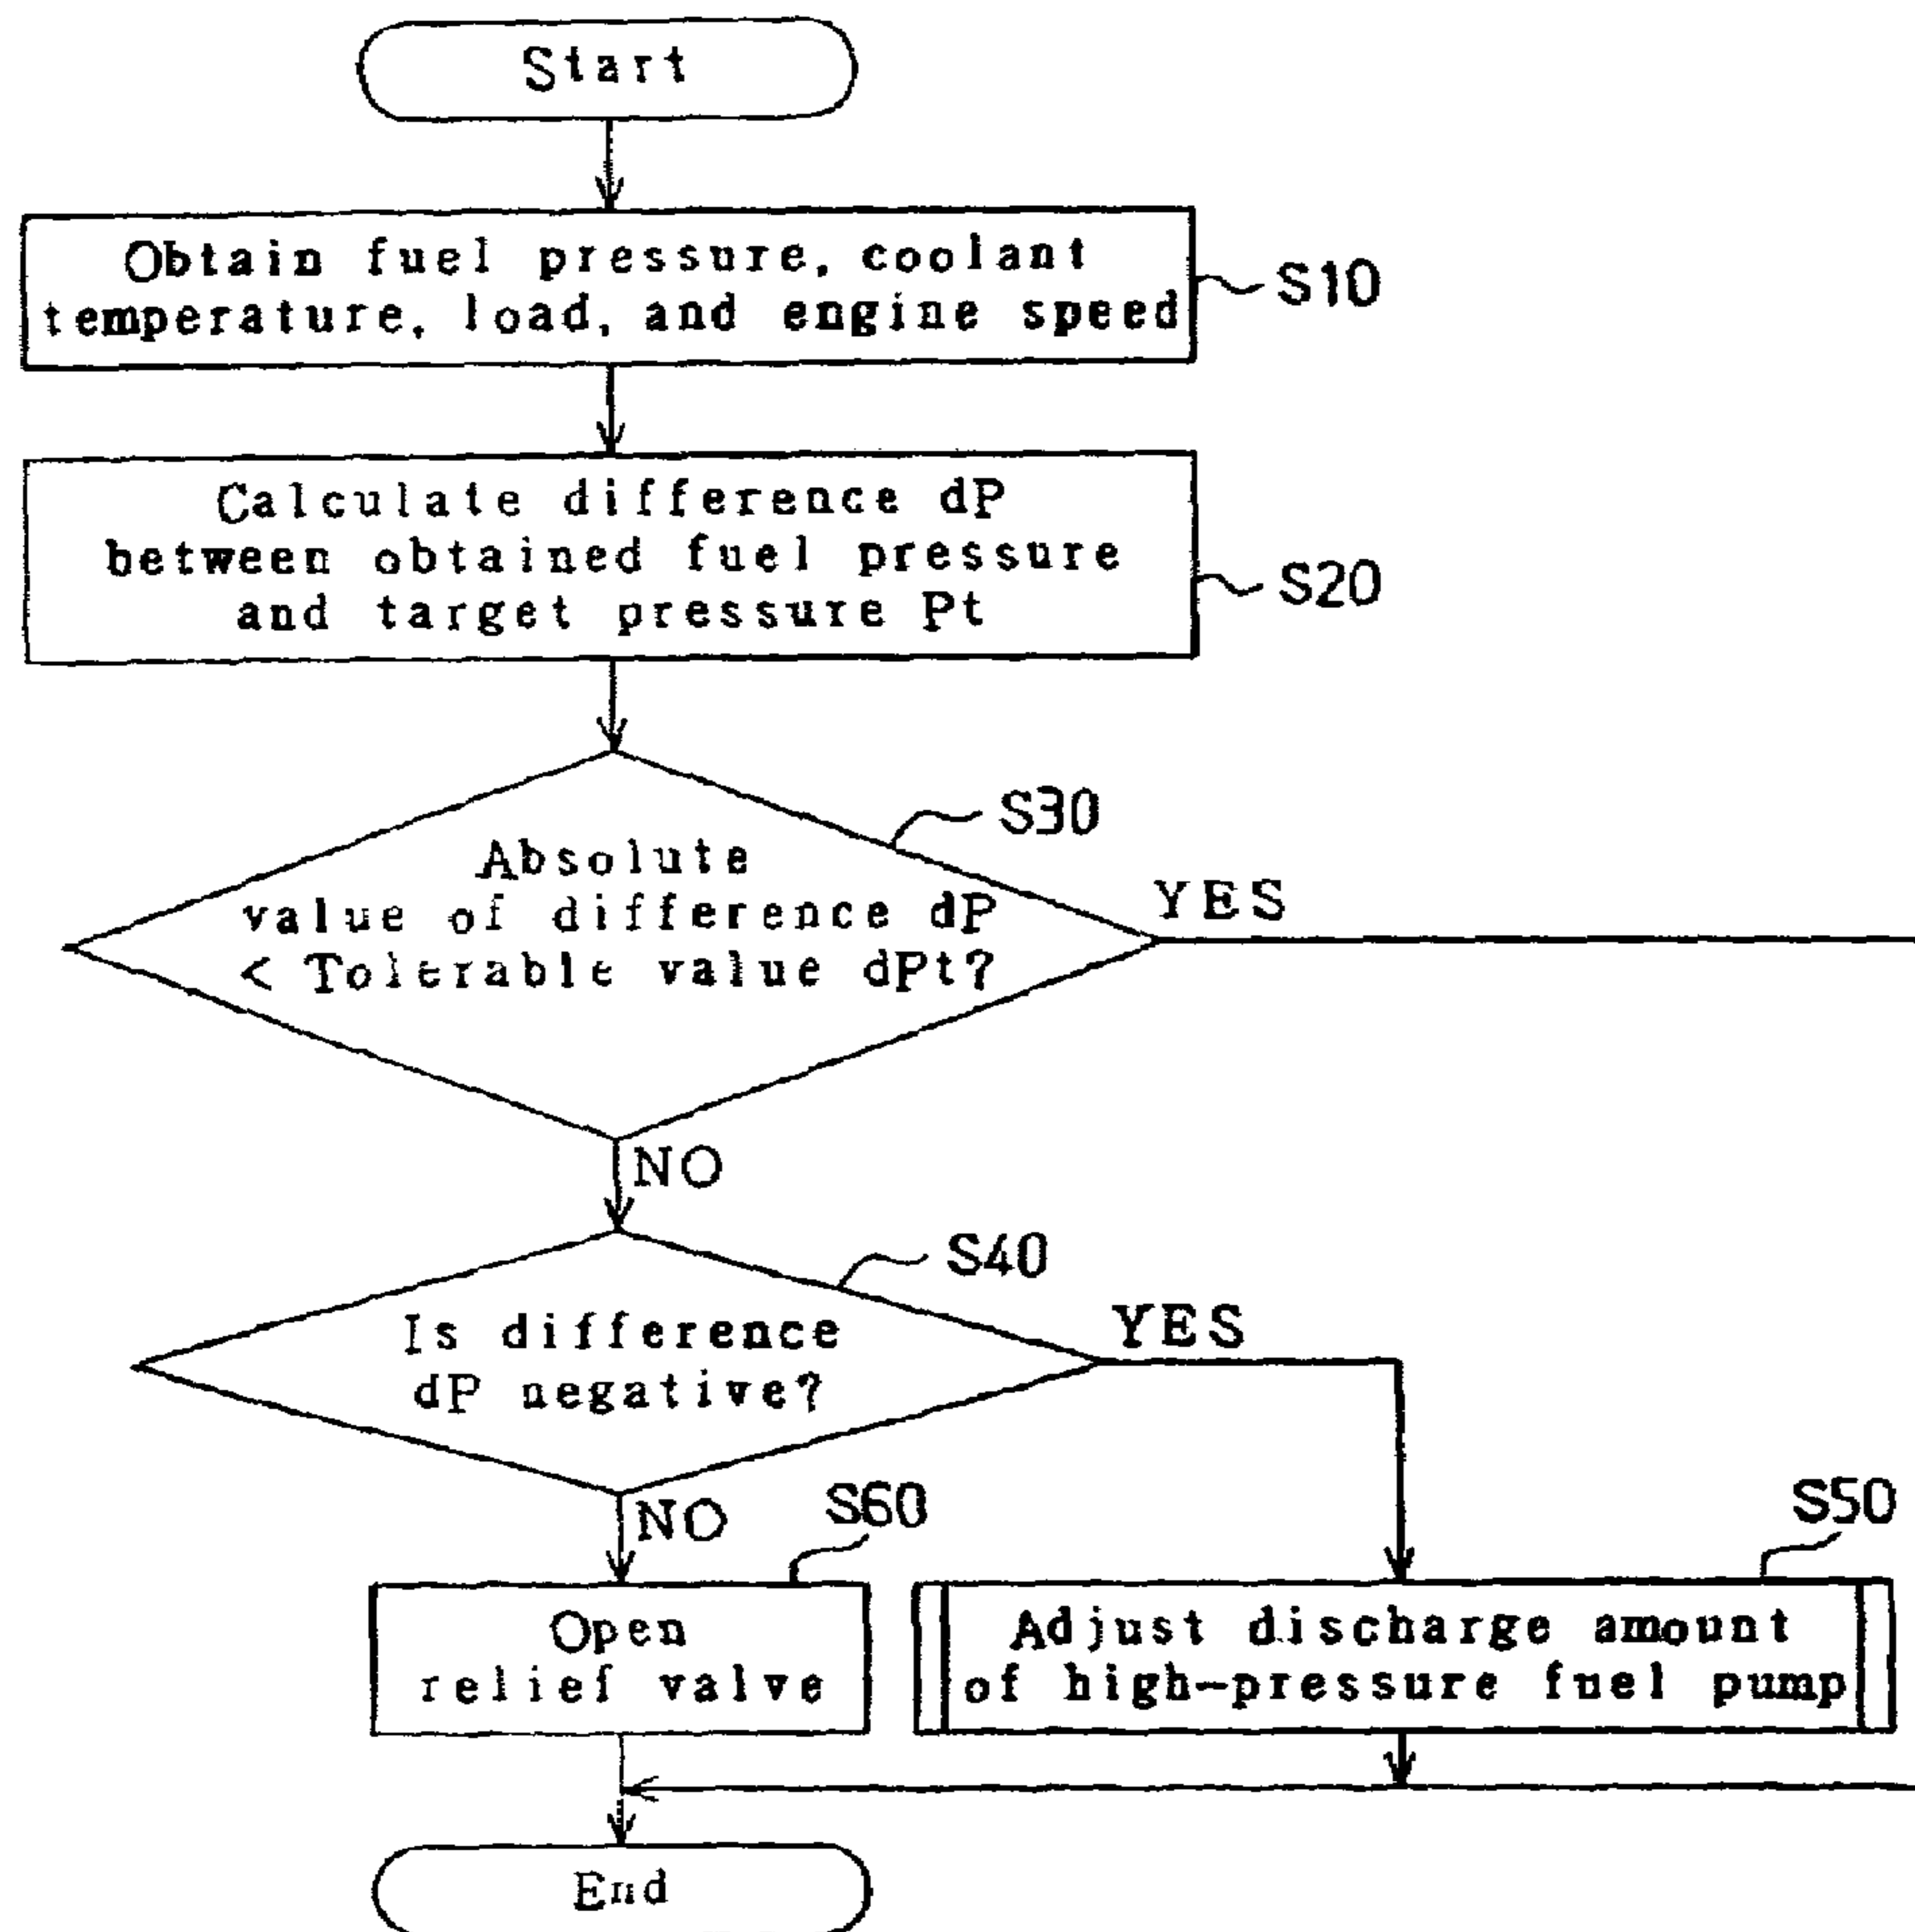 Start
Obtain fuel pressure, coolant
temperature, load, and engine speed
S10
Calculate difference dP
between obtained fuel pressure
and target pressure Pt
S20
S30
Absolute
value of difference dP
< Tolerable value dPt?
YES
NO
S40
Is difference
dP negative?
YES
NO
S60
S50
Open
relief valve
Adjust discharge amount
of high-pressure fuel pump
End